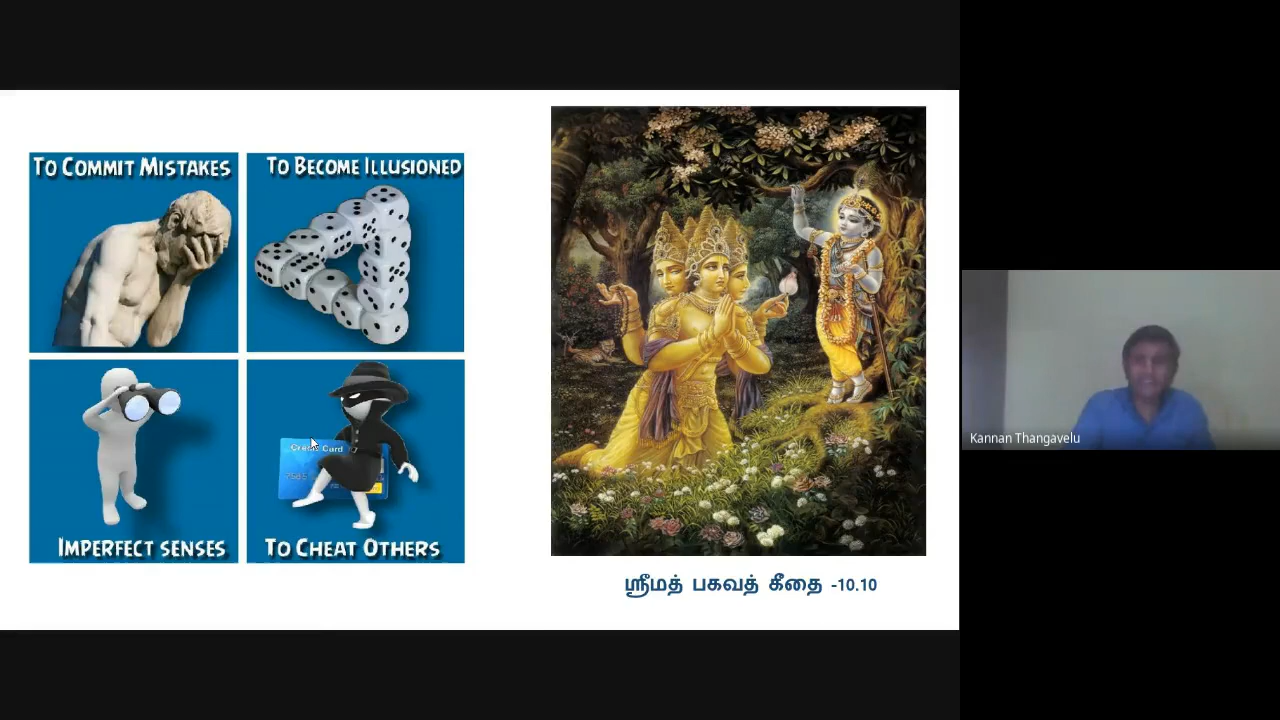 TO COMMIT MISTAKES
TO BECOME ILLUSIONED
Credit Card
IMPERFECT SENSES
TO CHEAT OTHERS
ஸ்ரீமத் பகவத் கீதை -10.10
Kannan Thangavelu